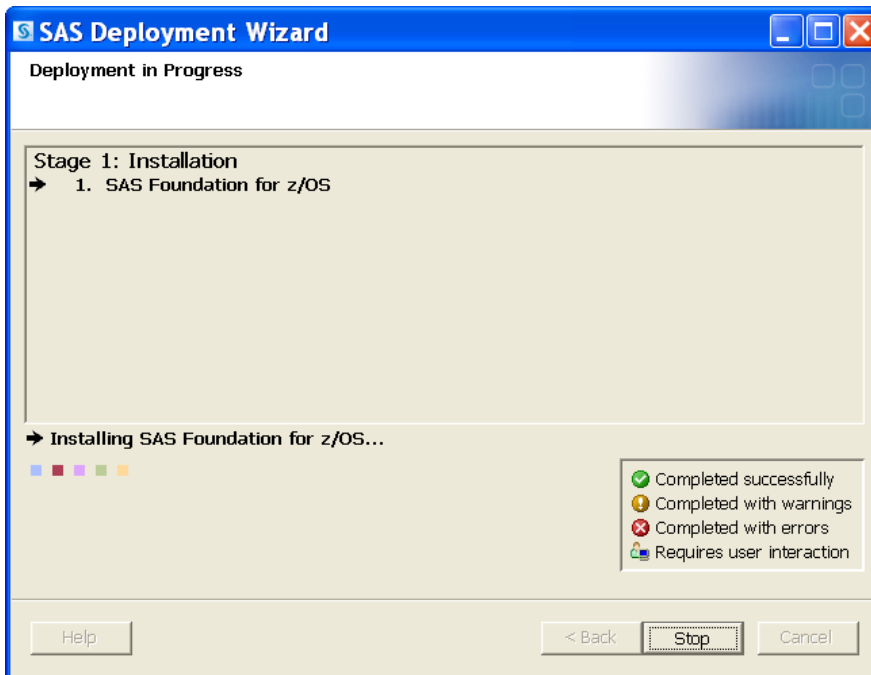 SAS Deployment Wizard
Deployment in Progress
Stage 1: Installation
1. SAS Foundation for z/OS
Installing SAS Foundation for z/OS...
Completed successfully
Completed with warnings
Completed with errors
Requires user interaction
Help
< Back
Stop
Cancel